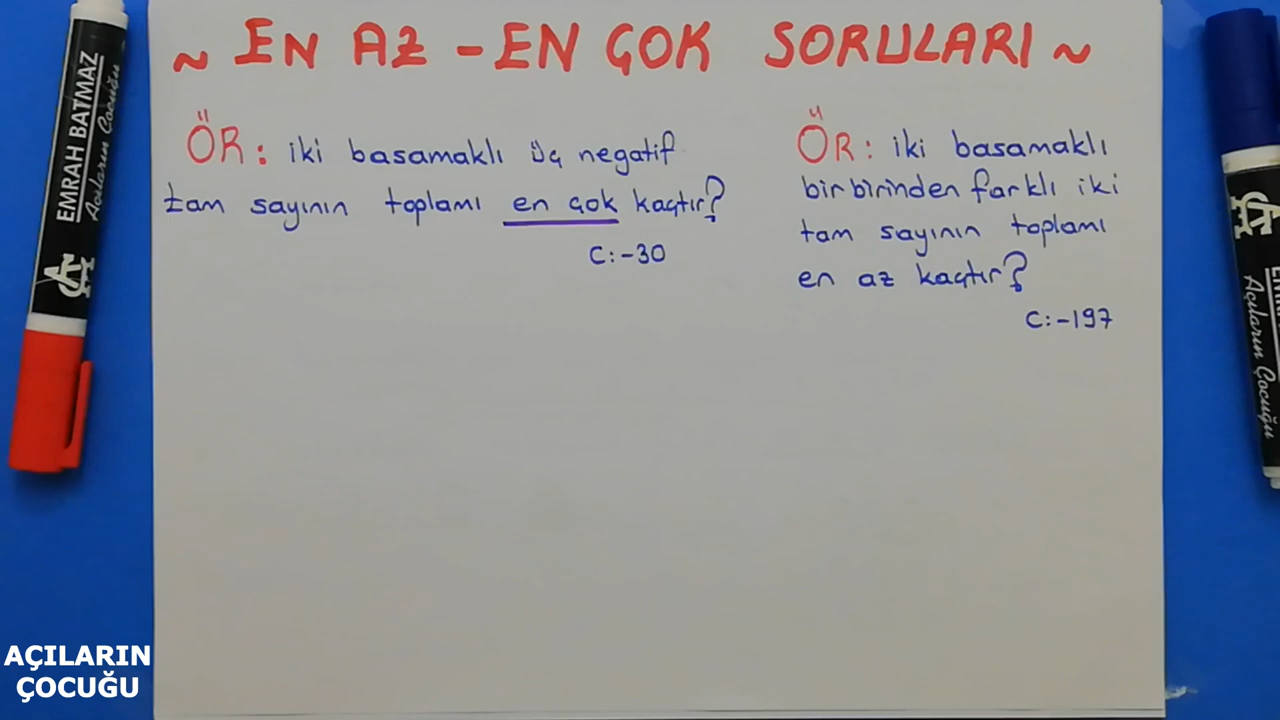 ~ EN AZ - EN ÇOK SORULARI ~
ÖR: iki basamaklı üç negatif
tam sayının toplamı en çok kaçtır?
C:-30
ÖR: iki basamaklı
birbirinden farklı iki
tam sayının toplamı
en az kaçtır?
C:-197
EMRAH BATMAZ
Açıların Çocuğu
Açıların Çocuğu
AÇILARIN
ÇOCUĞU